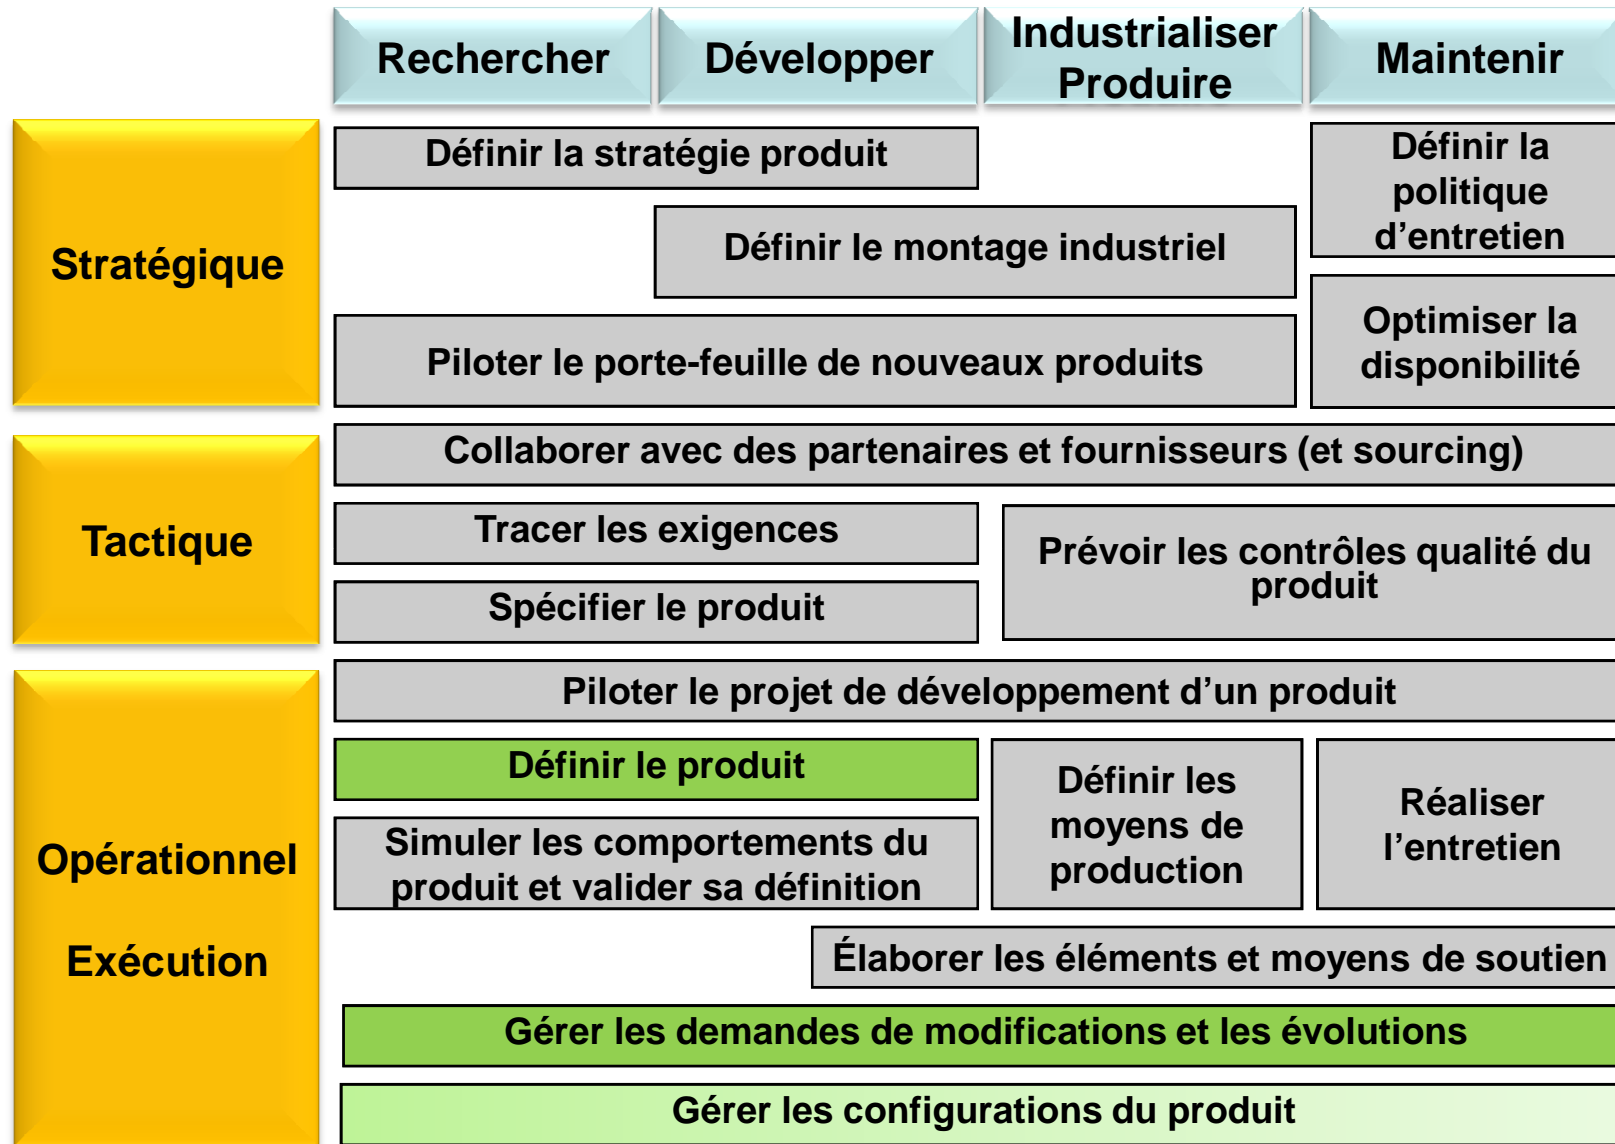 Rechercher
Développer
Industrialiser
Produire
Maintenir
Stratégique
Définir la stratégie produit
Définir la
politique
d’entretien
Définir le montage industriel
Optimiser la
disponibilité
Piloter le porte-feuille de nouveaux produits
Tactique
Collaborer avec des partenaires et fournisseurs (et sourcing)
Tracer les exigences
Prévoir les contrôles qualité du
produit
Spécifier le produit
Opérationnel
Exécution
Piloter le projet de développement d’un produit
Définir le produit
Définir les
moyens de
production
Réaliser
l’entretien
Simuler les comportements du
produit et valider sa définition
Élaborer les éléments et moyens de soutien
Gérer les demandes de modifications et les évolutions
Gérer les configurations du produit